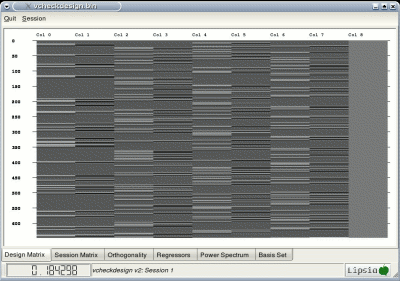 vcheckdesign.bin
Quit Session
Col 0 Col 1 Col 2 Col 3 Col 4 Col 5 Col 6 Col 7 Col 8
0
50
100
150
200
250
300
350
400
450
500
550
600
Design Matrix Session Matrix Orthogonality Regressors Power Spectrum Basis Set
0.184298 vcheckdesign v2: Session 1 Lipsia